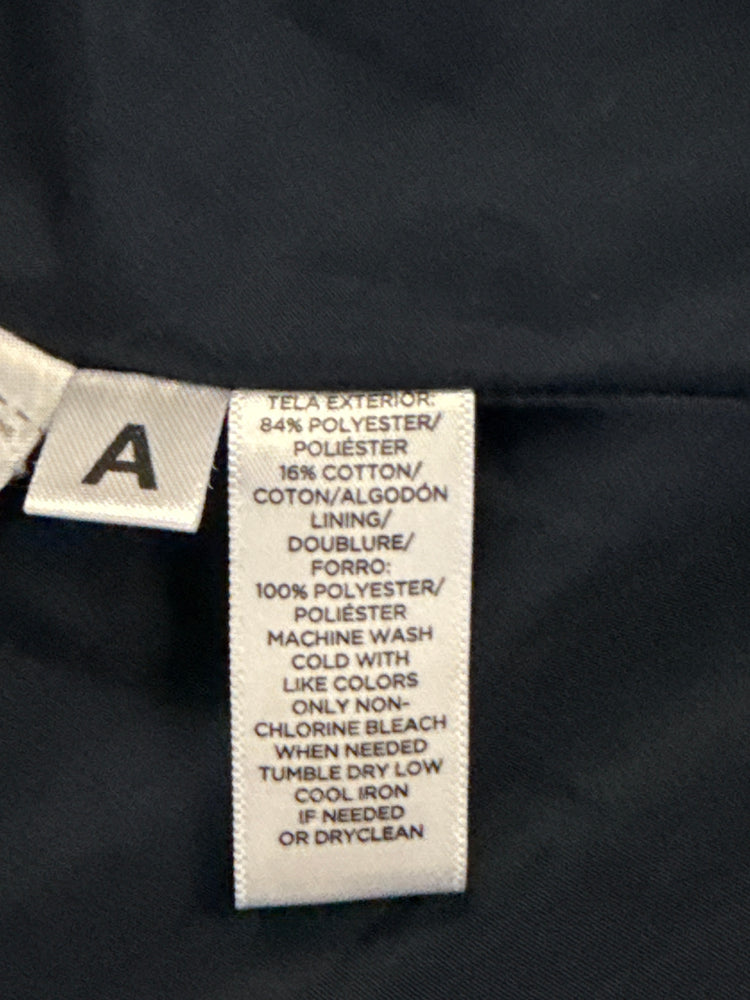 A
TELA EXTERIOR:
84% POLYESTER/
POLIÉSTER
16% COTTON/
COTON/ALGODÓN
LINING/
DOUBLURE/
FORRO:
100% POLYESTER/
POLIÉSTER
MACHINE WASH
COLD WITH
LIKE COLORS
ONLY NON-
CHLORINE BLEACH
WHEN NEEDED
TUMBLE DRY LOW
COOL IRON
IF NEEDED
OR DRYCLEAN